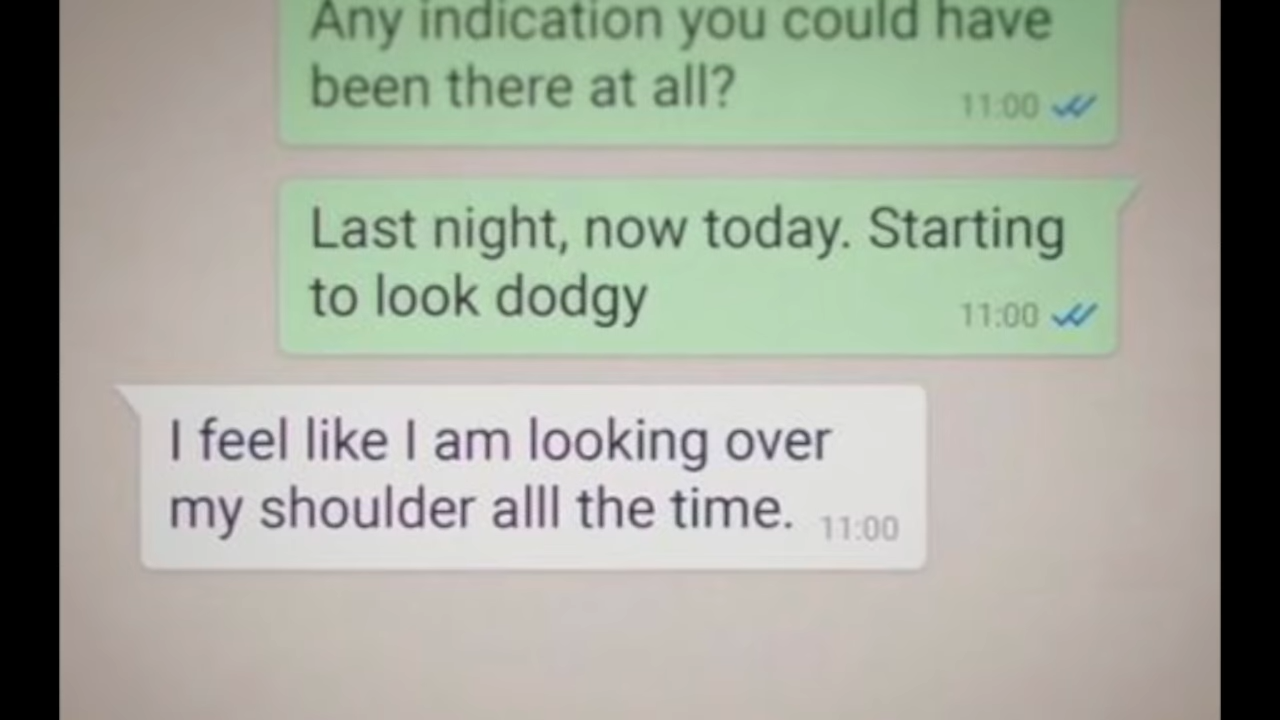 Any indication you could have
been there at all?
11:00
Last night, now today. Starting
to look dodgy
11:00
I feel like I am looking over
my shoulder alll the time.
11:00